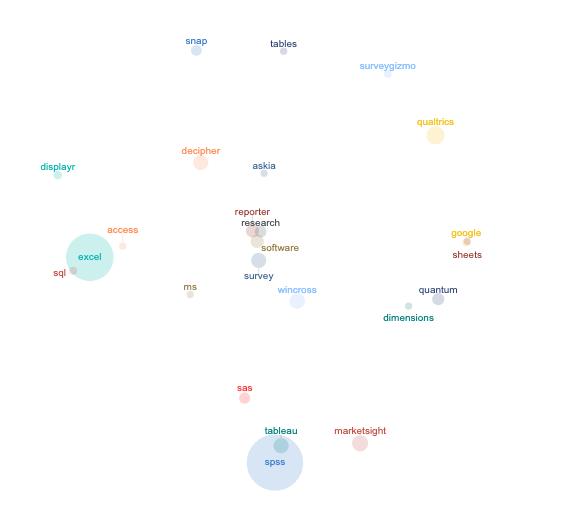 snap
tables
surveygizmo
qualtrics
decipher
askia
displayr
reporter
research
access
google
software
excel
sheets
sql
survey
ms
wincross
quantum
dimensions
sas
tableau
marketsight
spss